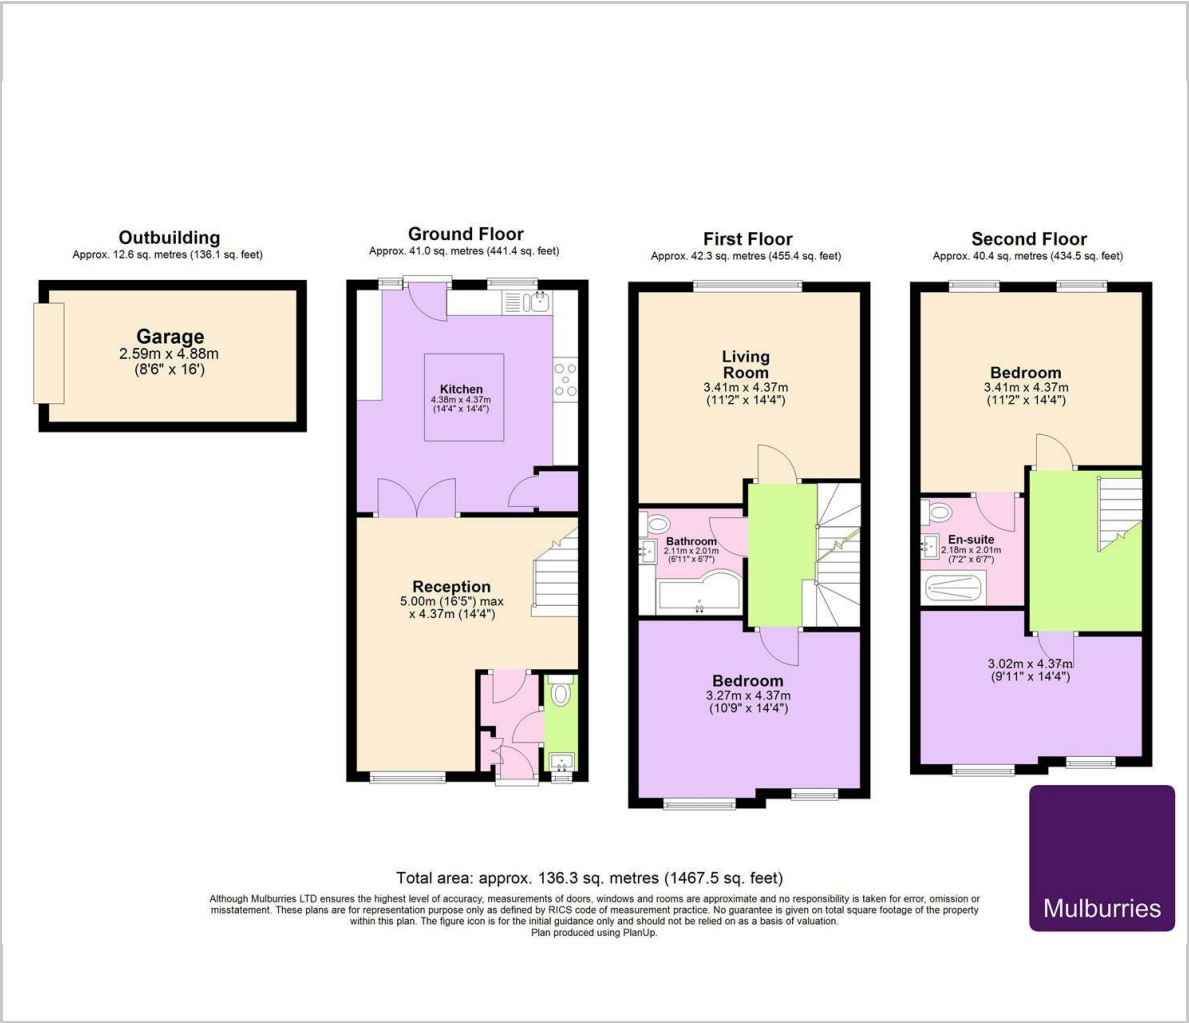 Outbuilding
Approx. 12.6 sq. metres (136.1 sq. feet)
Garage
2.59m x 4.88m
(8'6" x 16')
Ground Floor
Approx. 41.0 sq. metres (441.4 sq. feet)
Kitchen
4.38m x 4.37m
(14'4" x 14'4")
Reception
5.00m (16'5") max
x 4.37m (14'4")
First Floor
Approx. 42.3 sq. metres (455.4 sq. feet)
Living
Room
3.41m x 4.37m
(11'2" x 14'4")
Bathroom
2.11m x 2.01m
(6'11" x 6'7")
Bedroom
3.27m x 4.37m
(10'9" x 14'4")
Second Floor
Approx. 40.4 sq. metres (434.5 sq. feet)
Bedroom
3.41m x 4.37m
(11'2" x 14'4")
En-suite
2.18m x 2.01m
(7'2" x 6'7")
3.02m x 4.37m
(9'11" x 14'4")
Total area: approx. 136.3 sq. metres (1467.5 sq. feet)
Although Mulburries LTD ensures the highest level of accuracy, measurements of doors, windows and rooms are approximate and no responsibility is taken for error, omission or
misstatement. These plans are for representation purpose only as defined by RICS code of measurement practice. No guarantee is given on total square footage of the property
within this plan. The figure icon is for the initial guidance only and should not be relied on as a basis of valuation.
Plan produced using PlanUp.
Mulburries